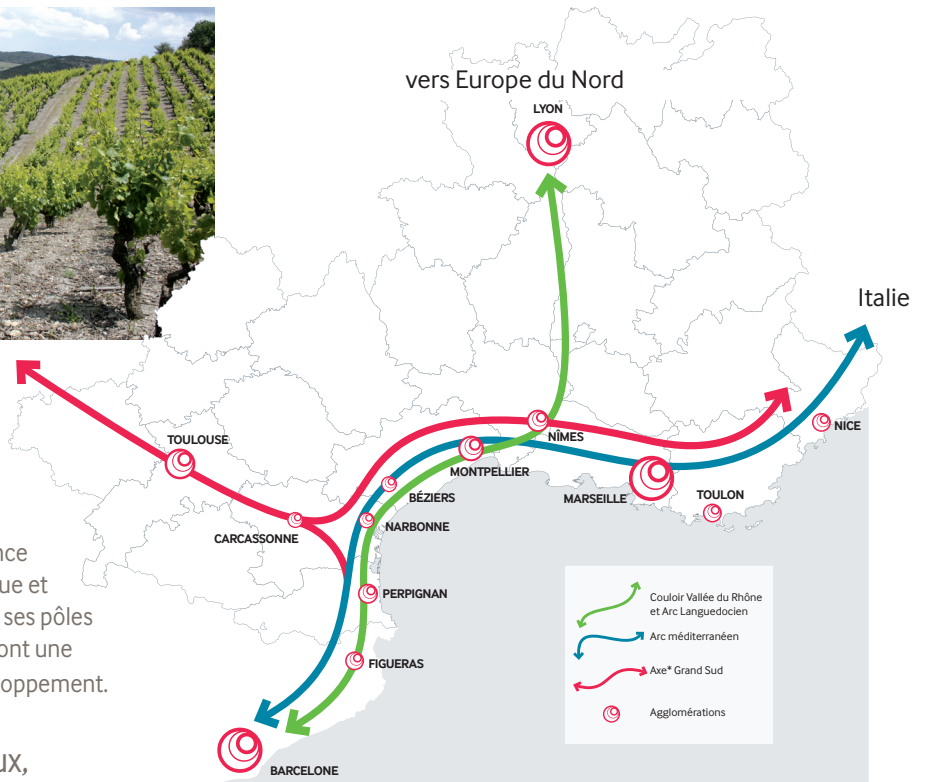 vers Europe du Nord
LYON
Italie
TOULOUSE
NÎMES
NICE
MONTPELLIER
BÉZIERS
MARSEILLE
TOULON
NARBONNE
CARCASSONNE
PERPIGNAN
FIGUERAS
BARCELONE
Couloir Vallée du Rhône
et Arc Languedocien
Arc méditerranéen
Axe* Grand Sud
Agglomérations
nce
ue et
ses pôles
ont une
oppement.
ux,